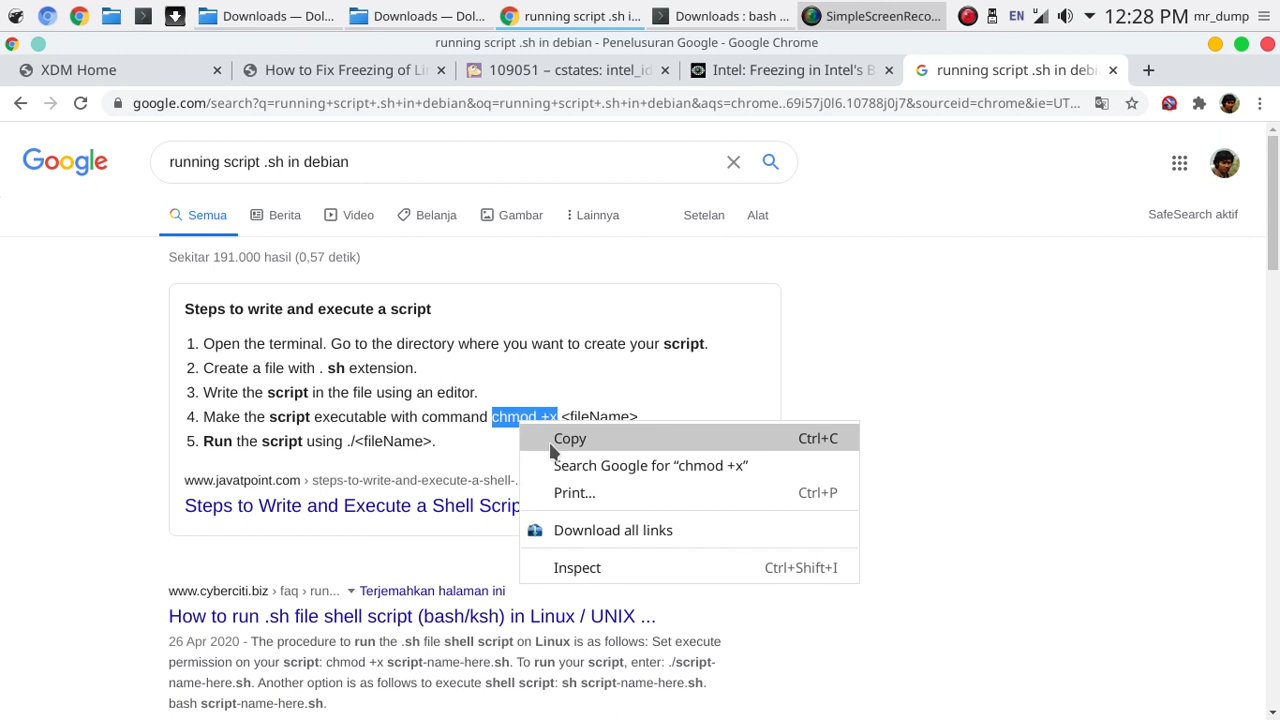 Downloads — Dol...
Downloads — Dol...
running script .sh i...
Downloads : bash ...
SimpleScreenReco...
EN
12:28 PM
mr_dump
running script .sh in debian - Penelusuran Google - Google Chrome
XDM Home
How to Fix Freezing of Li
109051 – cstates: intel_id
Intel: Freezing in Intel's B
running script .sh in debi
google.com/search?q=running+script+.sh+in+debian&oq=running+script+.sh+in+debian&aqs=chrome..69i57j0l6.10788j0j7&sourceid=chrome&ie=UT...
Google
running script .sh in debian
Semua
Berita
Video
Belanja
Gambar
Lainnya
Setelan
Alat
SafeSearch aktif
Sekitar 191.000 hasil (0,57 detik)
Steps to write and execute a script
1. Open the terminal. Go to the directory where you want to create your script.
2. Create a file with . sh extension.
3. Write the script in the file using an editor.
4. Make the script executable with command chmod +x <fileName>
5. Run the script using ./<fileName>.
Copy Ctrl+C
Search Google for “chmod +x”
Print... Ctrl+P
Download all links
Inspect Ctrl+Shift+I
www.javatpoint.com › steps-to-write-and-execute-a-shell-.
Steps to Write and Execute a Shell Scrip
www.cyberciti.biz › faq › run... Terjemahkan halaman ini
How to run .sh file shell script (bash/ksh) in Linux / UNIX ...
26 Apr 2020 - The procedure to run the .sh file shell script on Linux is as follows: Set execute
permission on your script: chmod +x script-name-here.sh. To run your script, enter: ./script-
name-here.sh. Another option is as follows to execute shell script: sh script-name-here.sh.
bash script-name-here.sh.